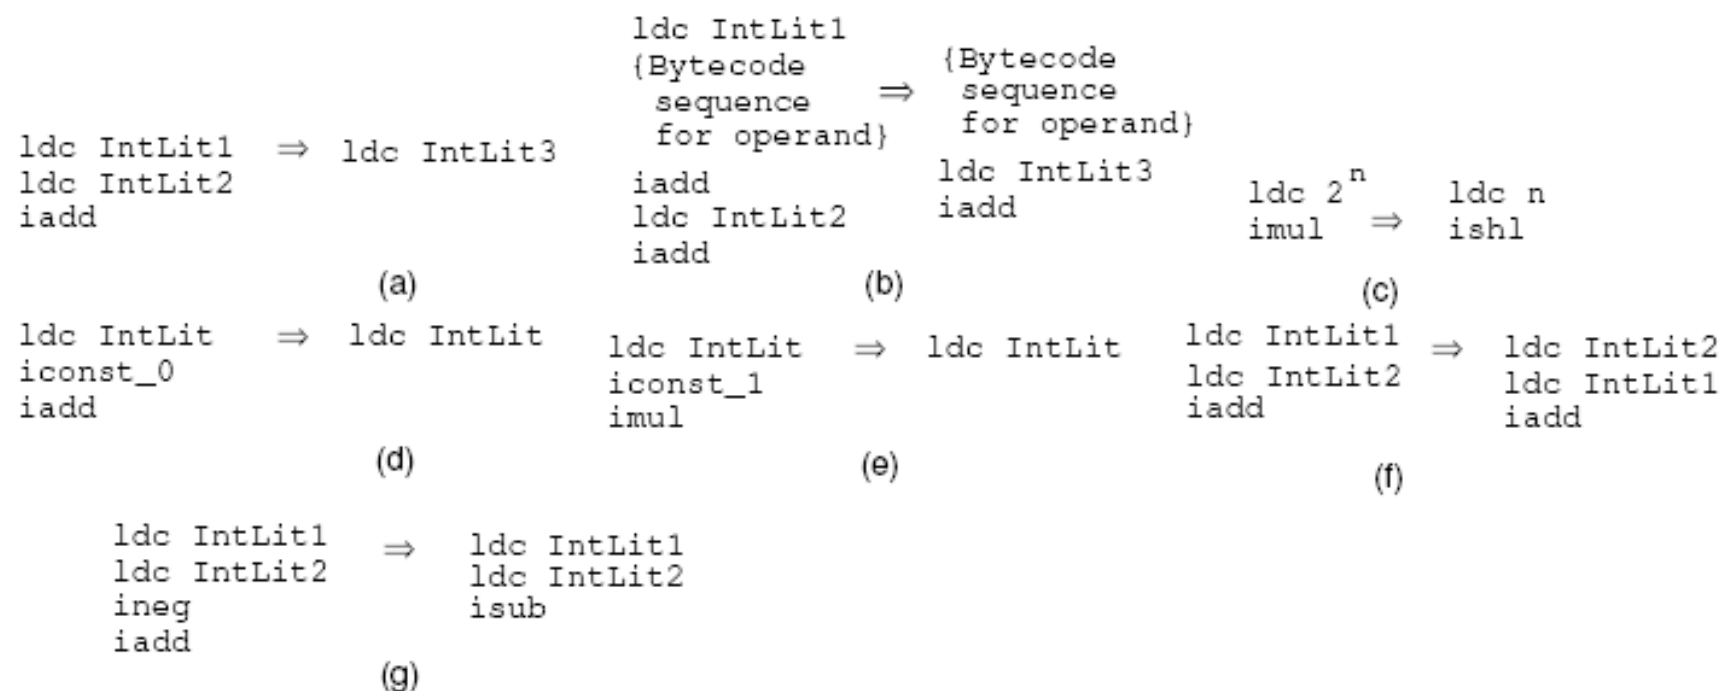 ldc IntLit1 ⇒ ldc IntLit3
ldc IntLit2
iadd
(a)
ldc IntLit1
{Bytecode
sequence
for operand}
iadd
ldc IntLit2
iadd
⇒
{Bytecode
sequence
for operand}
ldc IntLit3
iadd
(b)
ldc 2^n ⇒ ldc n
imul ishl
(c)
ldc IntLit ⇒ ldc IntLit
iconst_0
iadd
(d)
ldc IntLit ⇒ ldc IntLit
iconst_1
imul
(e)
ldc IntLit1 ⇒ ldc IntLit2
ldc IntLit2 ldc IntLit1
iadd iadd
(f)
ldc IntLit1 ⇒ ldc IntLit1
ldc IntLit2 ldc IntLit2
ineg isub
iadd
(g)